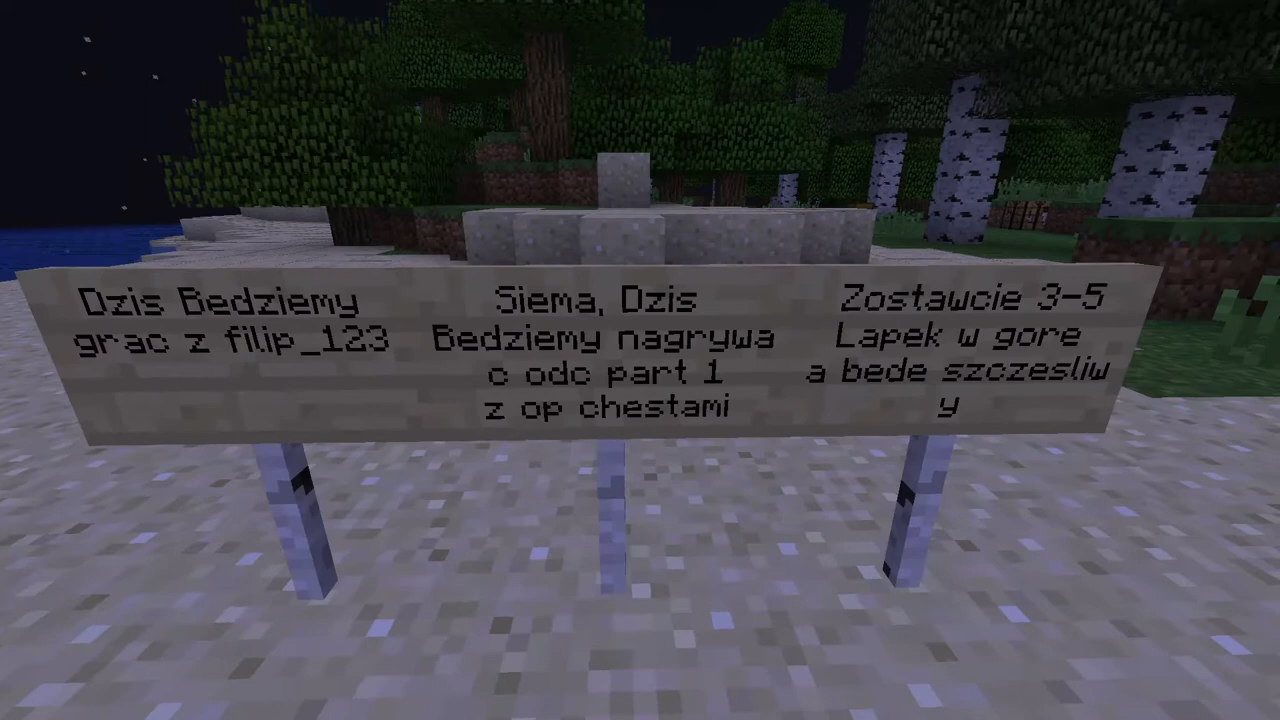 Dzis Bedziemy
grac z filip_123
Siema, Dzis
Bedziemy nagrywa
c odc part 1
z op chestami
Zostawcie 3-5
Lapek w gore
a bede szczesliw
y